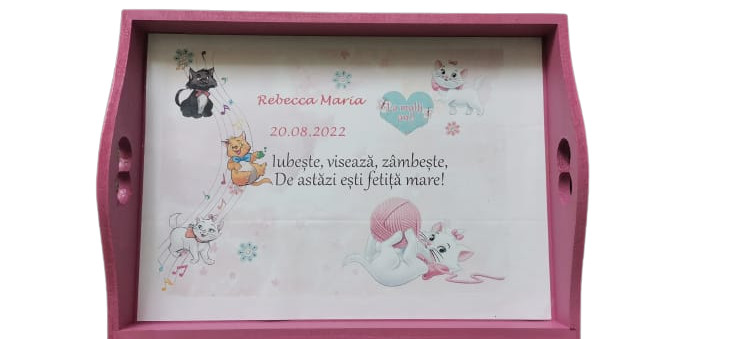 Rebecca Maria
20.08.2022
Iubește, visează, zâmbește,
De astăzi ești fetiță mare!